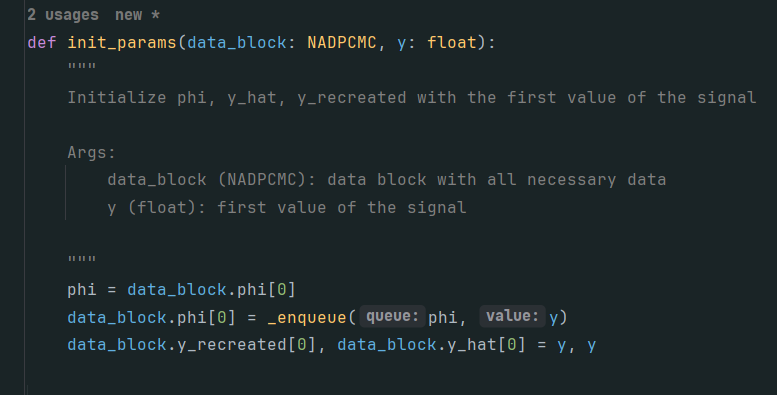 2 usages new *
def init_params(data_block: NADPCMC, y: float):
"""
Initialize phi, y_hat, y_recreated with the first value of the signal
Args:
data_block (NADPCMC): data block with all necessary data
y (float): first value of the signal
"""
phi = data_block.phi[0]
data_block.phi[0] = _enqueue( queue: phi, value: y)
data_block.y_recreated[0], data_block.y_hat[0] = y, y